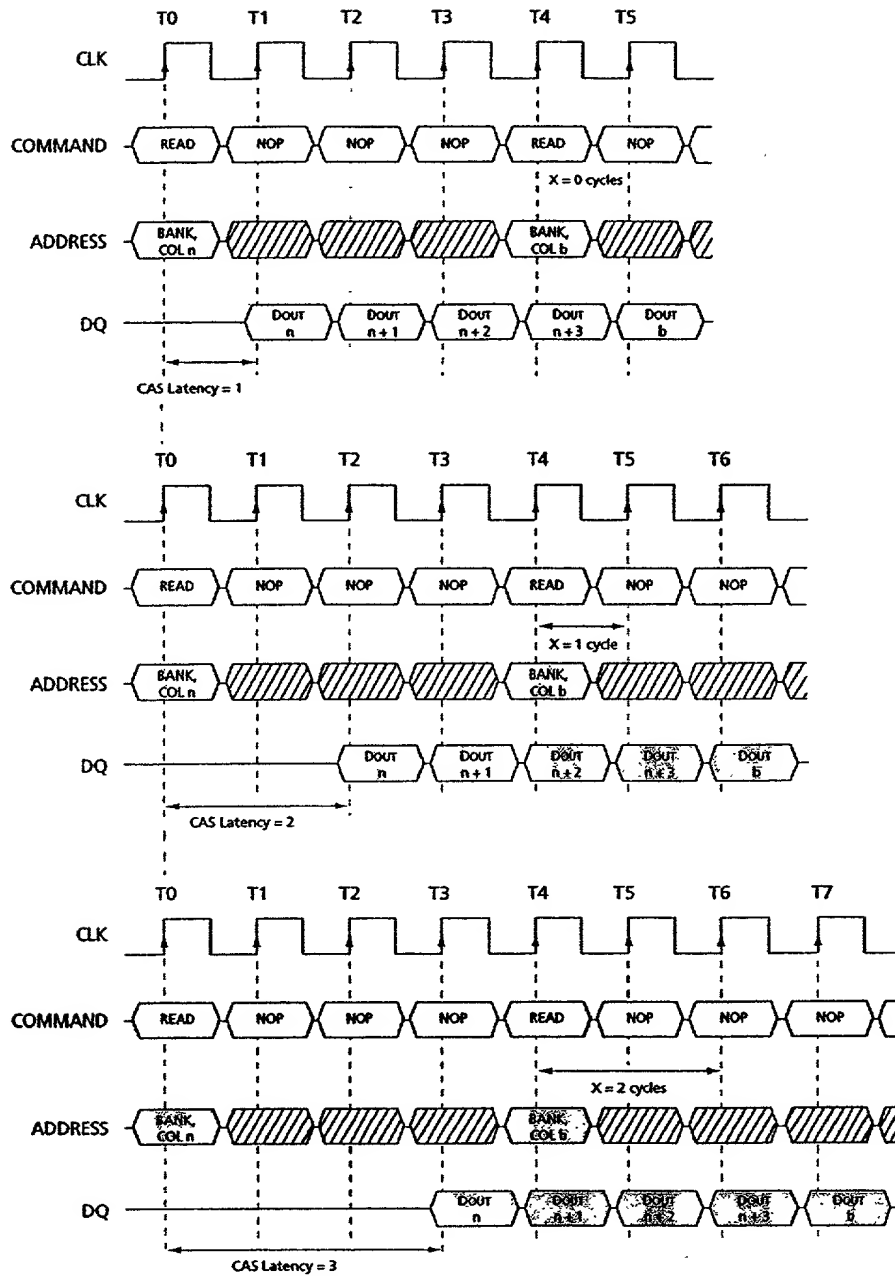 T0 T1 T2 T3 T4 T5
CLK
COMMAND READ NOP NOP NOP READ NOP
X = 0 cycles
ADDRESS BANK, COL n BANK, COL b
DQ DOUT n DOUT n + 1 DOUT n + 2 DOUT n + 3 DOUT b
CAS Latency = 1
T0 T1 T2 T3 T4 T5 T6
CLK
COMMAND READ NOP NOP NOP READ NOP NOP
X = 1 cycle
ADDRESS BANK, COL n BANK, COL b
DQ DOUT n DOUT n + 1 DOUT n + 2 DOUT n + 3 DOUT b
CAS Latency = 2
T0 T1 T2 T3 T4 T5 T6 T7
CLK
COMMAND READ NOP NOP NOP READ NOP NOP NOP
X = 2 cycles
ADDRESS BANK, COL n BANK, COL b
DQ DOUT n DOUT n + 1 DOUT n + 2 DOUT n + 3 DOUT b
CAS Latency = 3